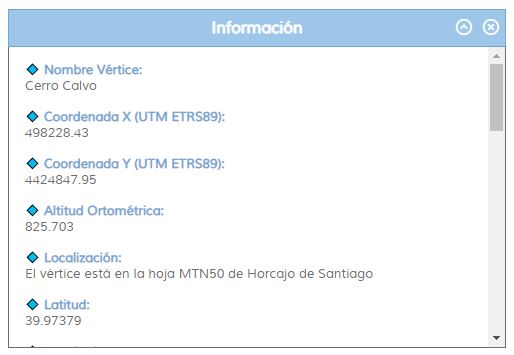 Información
Nombre Vértice:
Cerro Calvo
Coordenada X (UTM ETRS89):
498228.43
Coordenada Y (UTM ETRS89):
4424847.95
Altitud Ortométrica:
825.703
Localización:
El vértice está en la hoja MTN50 de Horcajo de Santiago
Latitud:
39.97379